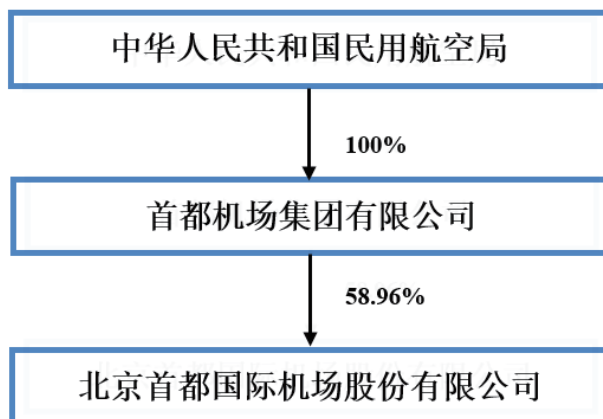 中华人民共和国民用航空局
100%
首都机场集团有限公司
58.96%
北京首都国际机场股份有限公司